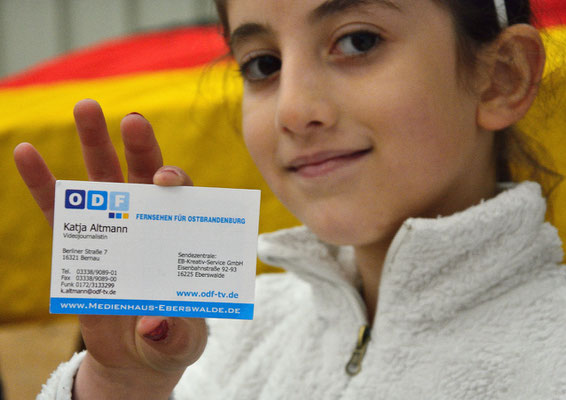 ODF
FERNSEHEN FÜR OSTBRANDENBURG
Katja Altmann
Videojournalistin
Berliner Straße 7
16321 Bernau
Tel. 03338/9089-01
Fax 03338/9089-00
Funk 0172/3133299
k.altmann@odf-tv.de
Sendezentrale:
EB-Kreativ-Service GmbH
Eisenbahnstraße 92-93
16225 Eberswalde
www.odf-tv.de
www.Medienhaus-Eberswalde.de